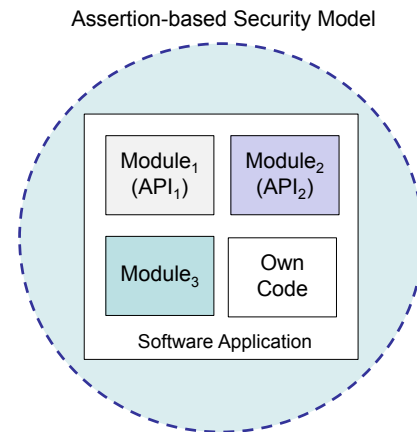 Assertion-based Security Model
Module₁
(API₁)
Module₂
(API₂)
Module₃
Own
Code
Software Application